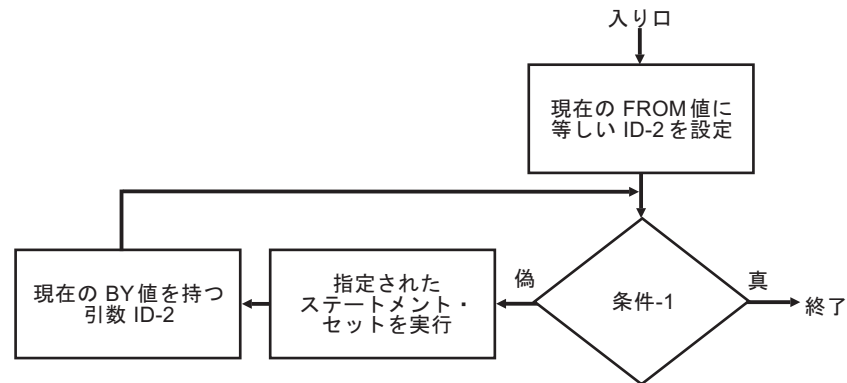 入り口
現在の FROM 値に
等しい ID-2 を設定
現在の BY 値を持つ
引数 ID-2
指定された
ステートメント・
セットを実行
偽
条件-1
真
終了